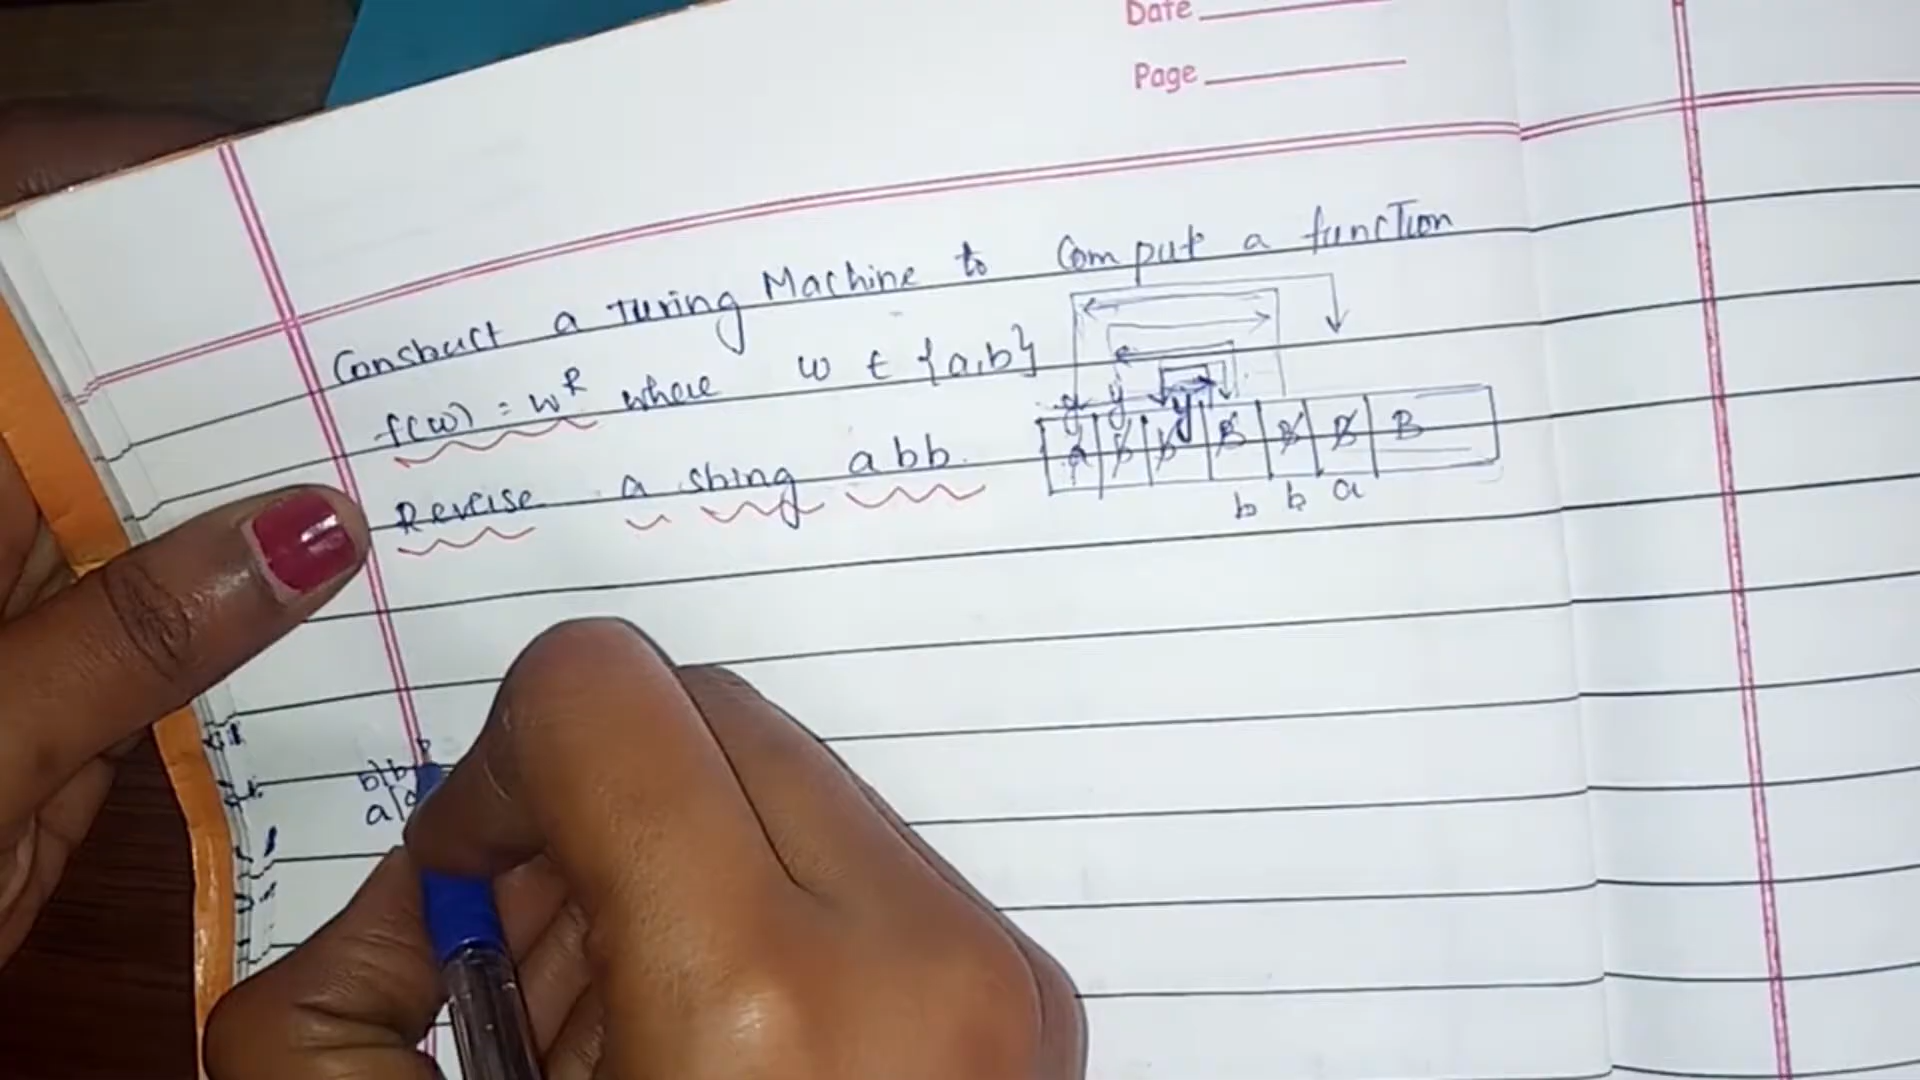 Date
Page
Construct a Turing Machine to Comput a function
f(w) = w^R where w ∈ {a,b}
Reverse a string abb.
y y y
a b b B B B B
b b a
b|b
a|a